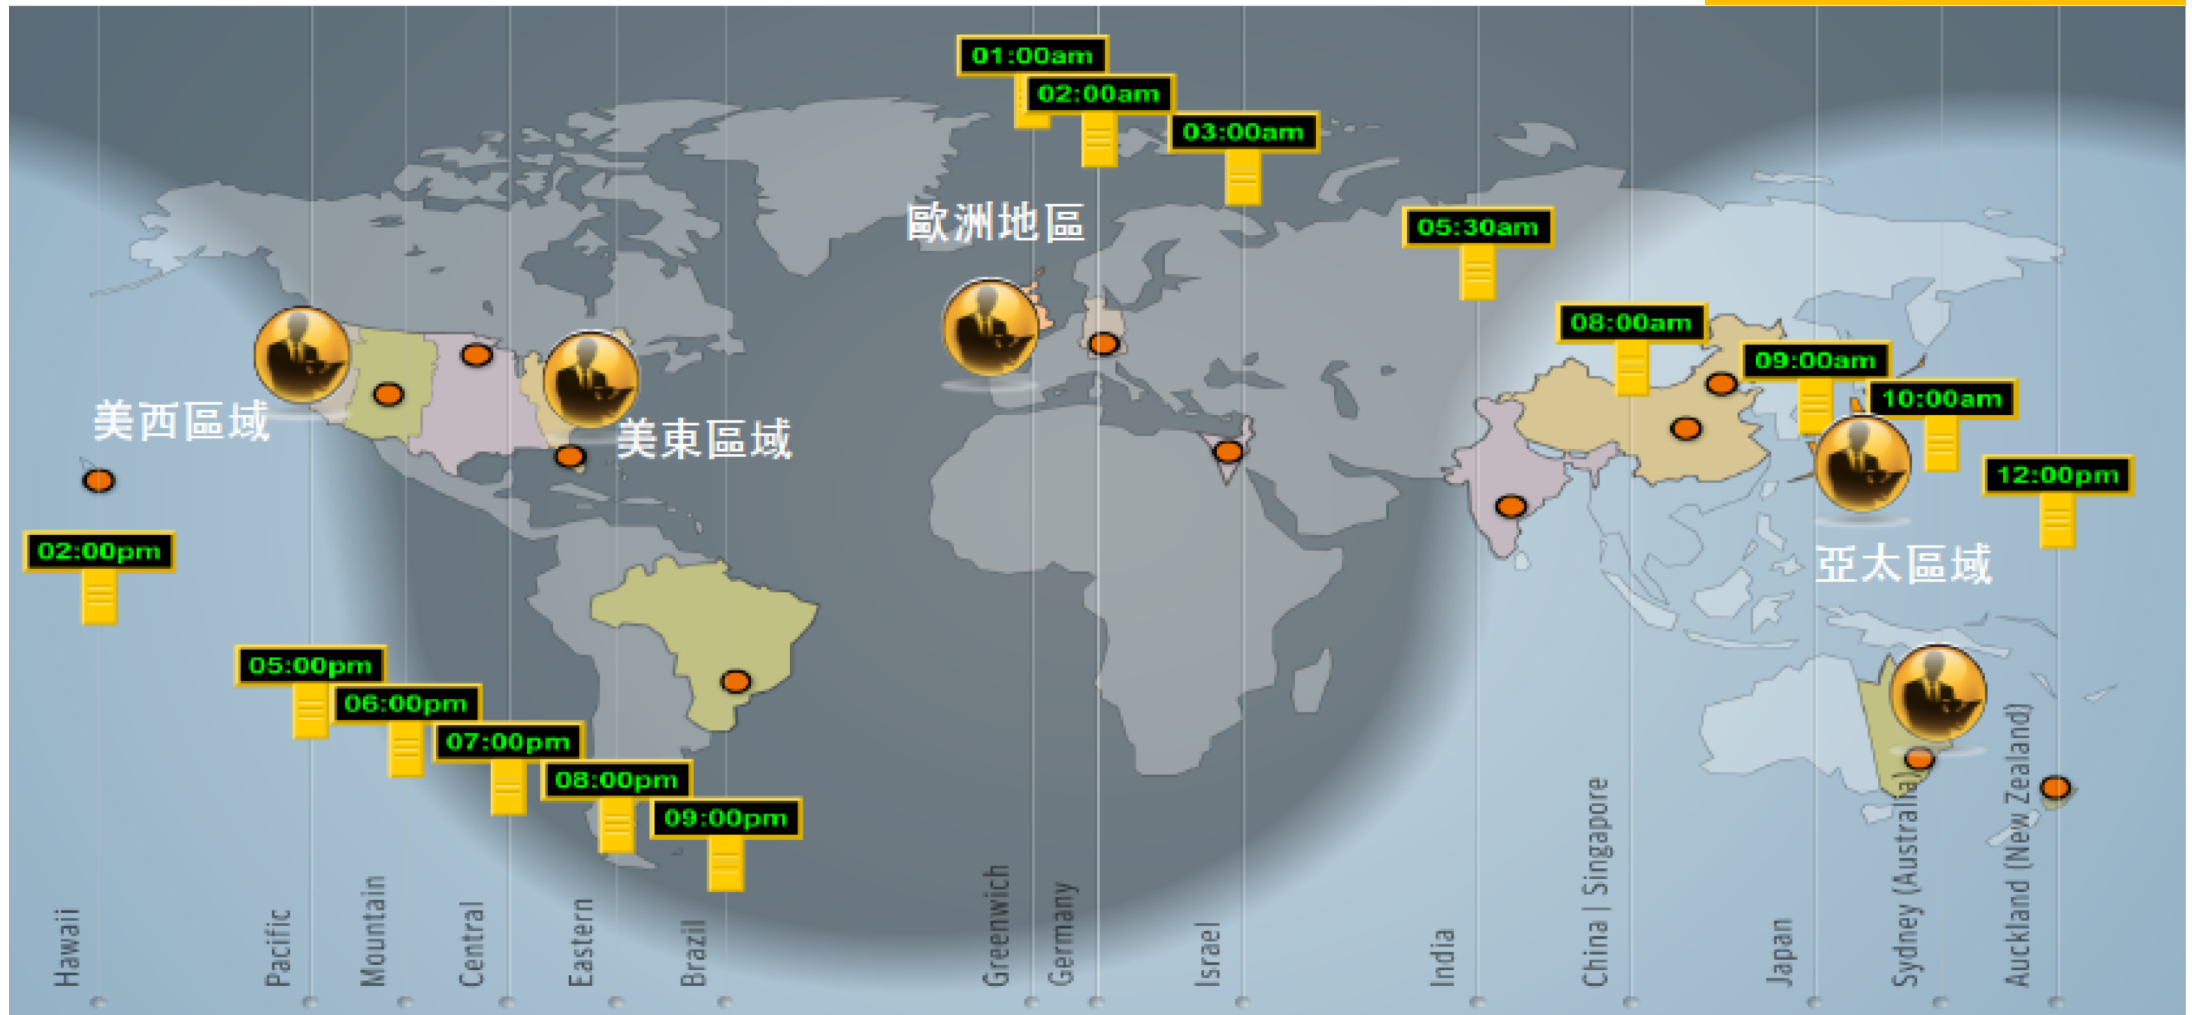 01:00am
02:00am
03:00am
歐洲地區
05:30am
08:00am
09:00am
10:00am
美西區域
美東區域
12:00pm
02:00pm
亞太區域
05:00pm
06:00pm
07:00pm
08:00pm
09:00pm
Hawaii
Pacific
Mountain
Central
Eastern
Brazil
Greenwich
Germany
Israel
India
China | Singapore
Japan
Sydney (Australia)
Auckland (New Zealand)